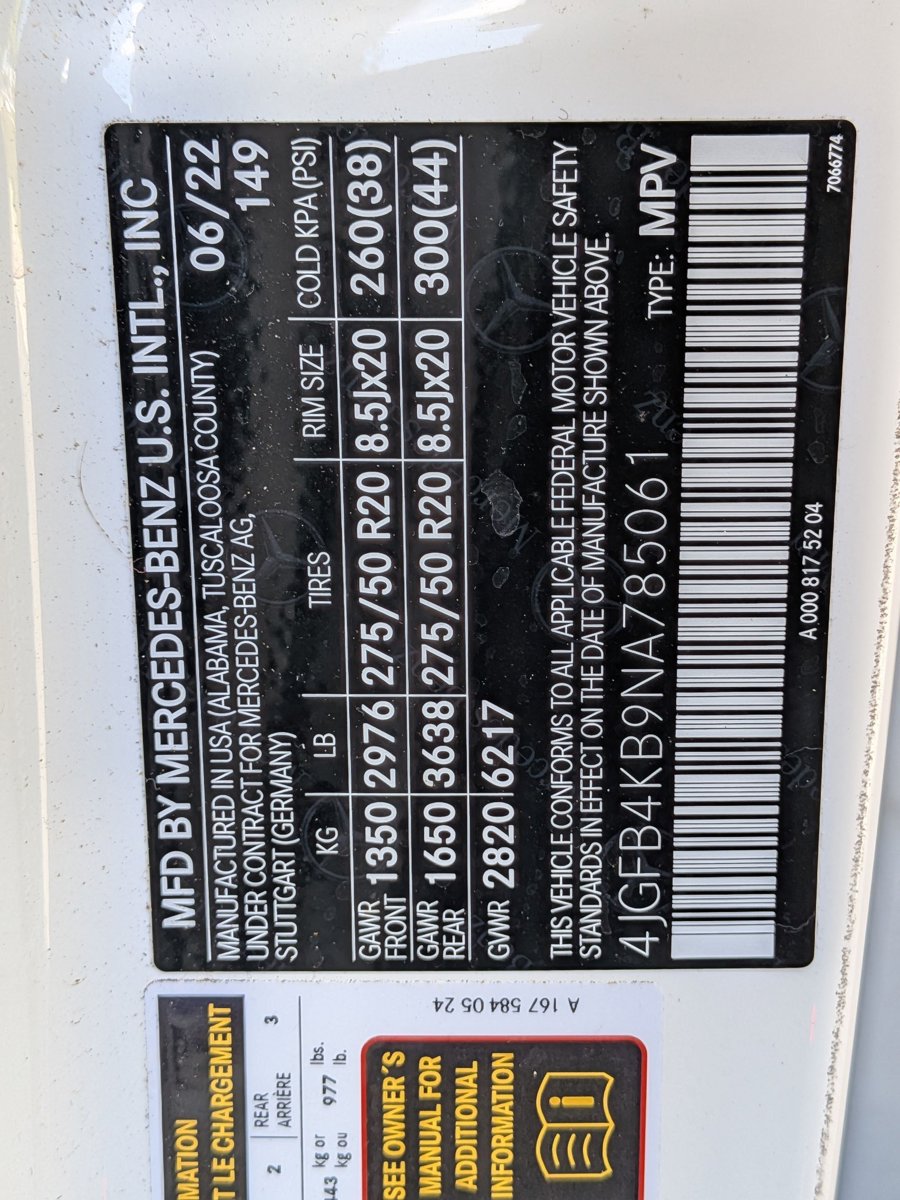 MFD BY MERCEDES-BENZ U.S. INTL., INC
MANUFACTURED IN USA (ALABAMA, TUSCALOOSA COUNTY) 06/22
UNDER CONTRACT FOR MERCEDES-BENZ AG, 149
STUTTGART (GERMANY)
KG LB TIRES RIM SIZE COLD KPA (PSI)
GAWR FRONT 1350 2976 275/50 R20 8.5Jx20 260(38)
GAWR REAR 1650 3638 275/50 R20 8.5Jx20 300(44)
GVWR 2820 6217
THIS VEHICLE CONFORMS TO ALL APPLICABLE FEDERAL MOTOR VEHICLE SAFETY
STANDARDS IN EFFECT ON THE DATE OF MANUFACTURE SHOWN ABOVE.
4JGFB4KB9NA785061 TYPE: MPV
A 000 817 52 04
7066774
LE CHARGEMENT
2 REAR 3
ARRIÈRE
kg or 977 lbs.
kg ou lb.
SEE OWNER'S
MANUAL FOR
ADDITIONAL
INFORMATION
A 167 584 05 24